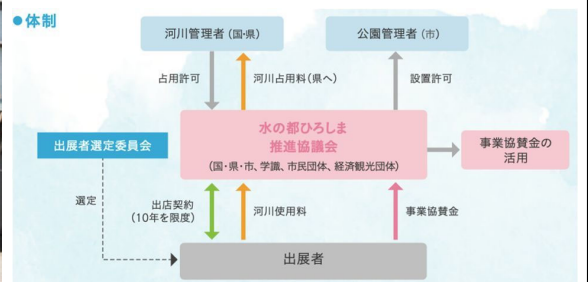 ●体制
河川管理者（国・県）
公園管理者（市）
占用許可
河川占用料（県へ）
設置許可
出展者選定委員会
水の都ひろしま
推進協議会
（国・県・市、学識、市民団体、経済観光団体）
事業協賛金の
活用
選定
出店契約
（10年を限度）
河川使用料
事業協賛金
出展者